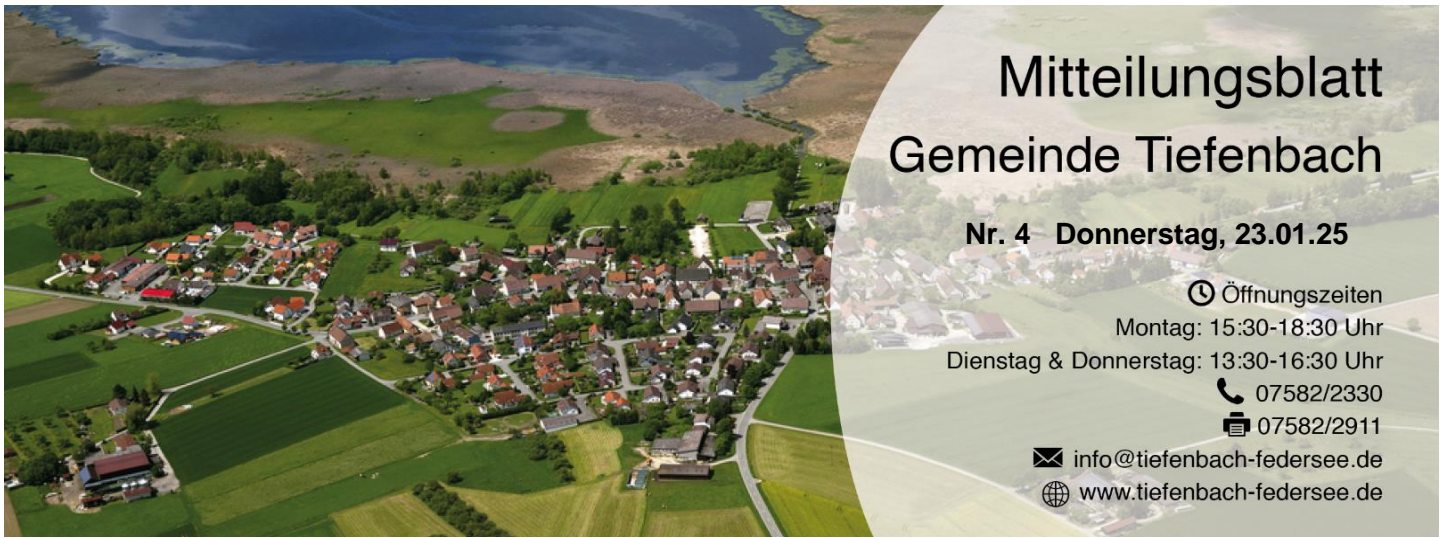 Mitteilungsblatt
Gemeinde Tiefenbach
Nr. 4 Donnerstag, 23.01.25
Öffnungszeiten
Montag: 15:30-18:30 Uhr
Dienstag & Donnerstag: 13:30-16:30 Uhr
07582/2330
07582/2911
info@tiefenbach-federsee.de
www.tiefenbach-federsee.de